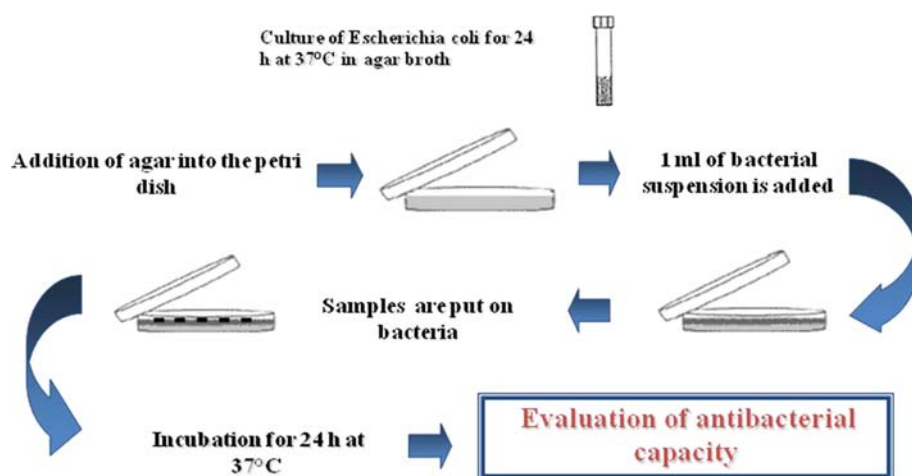 Culture of Escherichia coli for 24
h at 37°C in agar broth
Addition of agar into the petri
dish
1 ml of bacterial
suspension is added
Samples are put on
bacteria
Incubation for 24 h at
37°C
Evaluation of antibacterial
capacity